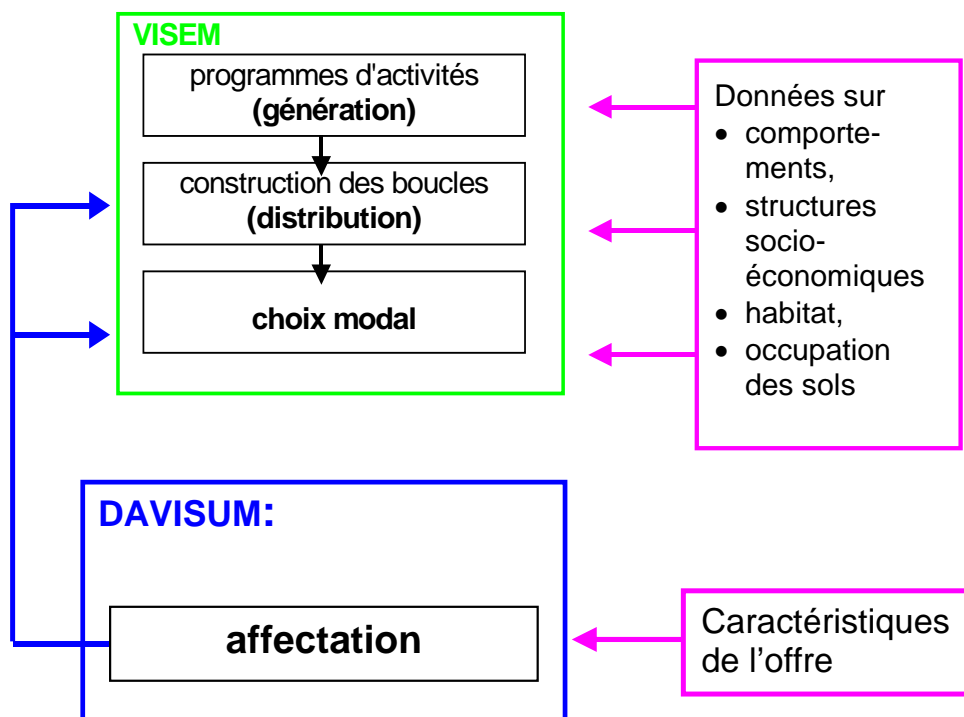 VISEM
programmes d'activités
(génération)
construction des boucles
(distribution)
choix modal
Données sur
• comporte-
ments,
• structures
socio-
économiques
• habitat,
• occupation
des sols
DAVISUM:
affectation
Caractéristiques
de l’offre